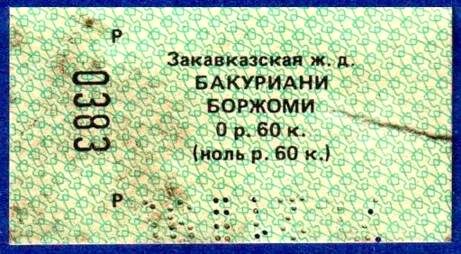 Р
Закавказская ж. д.
БАКУРИАНИ
БОРЖОМИ
0 р. 60 к.
(ноль р. 60 к.)
0383
Р